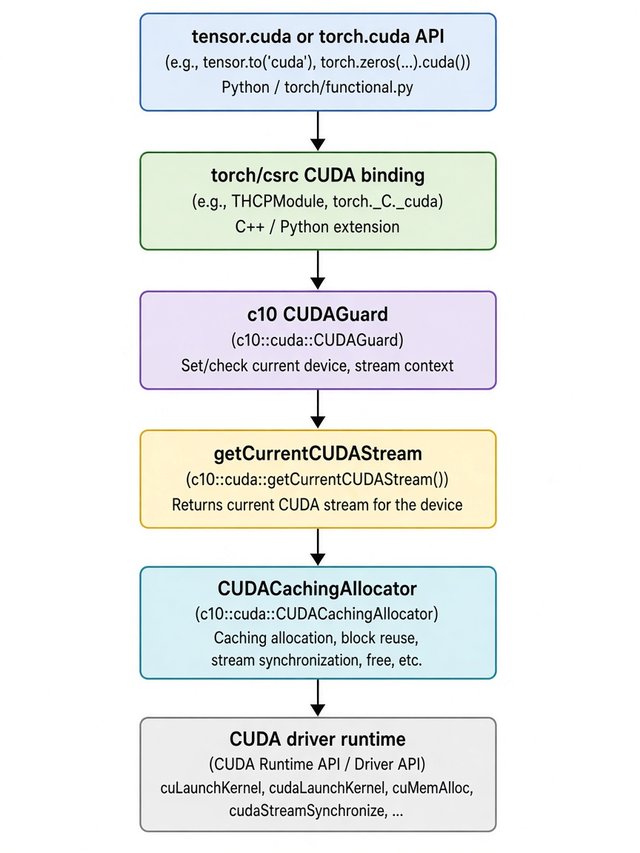 tensor.cuda or torch.cuda API
(e.g., tensor.to('cuda'), torch.zeros(...).cuda())
Python / torch/functional.py
torch/csrc CUDA binding
(e.g., THCPModule, torch._C._cuda)
C++ / Python extension
c10 CUDAGuard
(c10::cuda::CUDAGuard)
Set/check current device, stream context
getCurrentCUDAStream
(c10::cuda::getCurrentCUDAStream())
Returns current CUDA stream for the device
CUDACachingAllocator
(c10::cuda::CUDACachingAllocator)
Caching allocation, block reuse,
stream synchronization, free, etc.
CUDA driver runtime
(CUDA Runtime API / Driver API)
cuLaunchKernel, cudaLaunchKernel, cuMemAlloc,
cudaStreamSynchronize, ...